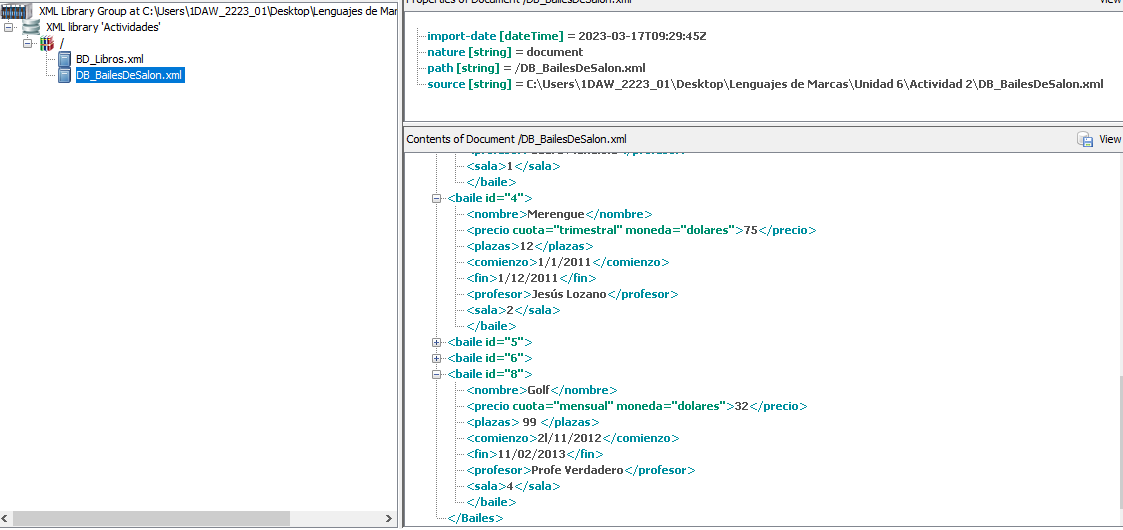 XML Library Group at C:\Users\1DAW_2223_01\Desktop\Lenguajes de Mar
XML library 'Actividades'
/
BD_Libros.xml
DB_BailesDeSalon.xml
Properties of Document /DB_BailesDeSalon.xml
View
import-date [dateTime] = 2023-03-17T09:29:45Z
nature [string] = document
path [string] = /DB_BailesDeSalon.xml
source [string] = C:\Users\1DAW_2223_01\Desktop\Lenguajes de Marcas\Unidad 6\Actividad 2\DB_BailesDeSalon.xml
Contents of Document /DB_BailesDeSalon.xml
View
<sala>1</sala>
</baile>
<baile id="4">
<nombre>Merengue</nombre>
<precio cuota="trimestral" moneda="dolares">75</precio>
<plazas>12</plazas>
<comienzo>1/1/2011</comienzo>
<fin>1/12/2011</fin>
<profesor>Jesús Lozano</profesor>
<sala>2</sala>
</baile>
<baile id="5">
<baile id="6">
<baile id="8">
<nombre>Golf</nombre>
<precio cuota="mensual" moneda="dolares">32</precio>
<plazas> 99 </plazas>
<comienzo>2l/11/2012</comienzo>
<fin>11/02/2013</fin>
<profesor>Profe Verdadero</profesor>
<sala>4</sala>
</baile>
</Bailes>